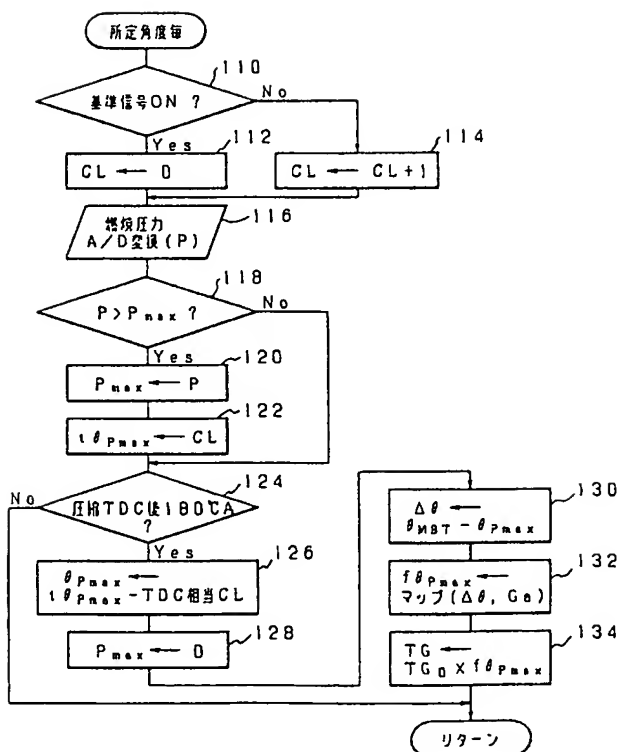 所定角度毎
110
基準信号ON ?
No
Yes
112
CL ← 0
114
CL ← CL+1
116
燃焼圧力
A/D変換(P)
118
P>Pmax ?
No
Yes
120
Pmax ← P
122
tθPmax ← CL
124
圧縮TDC後180℃A
?
No
Yes
126
θPmax ←
tθPmax-TDC相当CL
128
Pmax ← 0
130
Δθ ←
θMBT-θPmax
132
fθPmax ←
マップ(Δθ, Ga)
134
TG ←
TG0×fθPmax
リターン